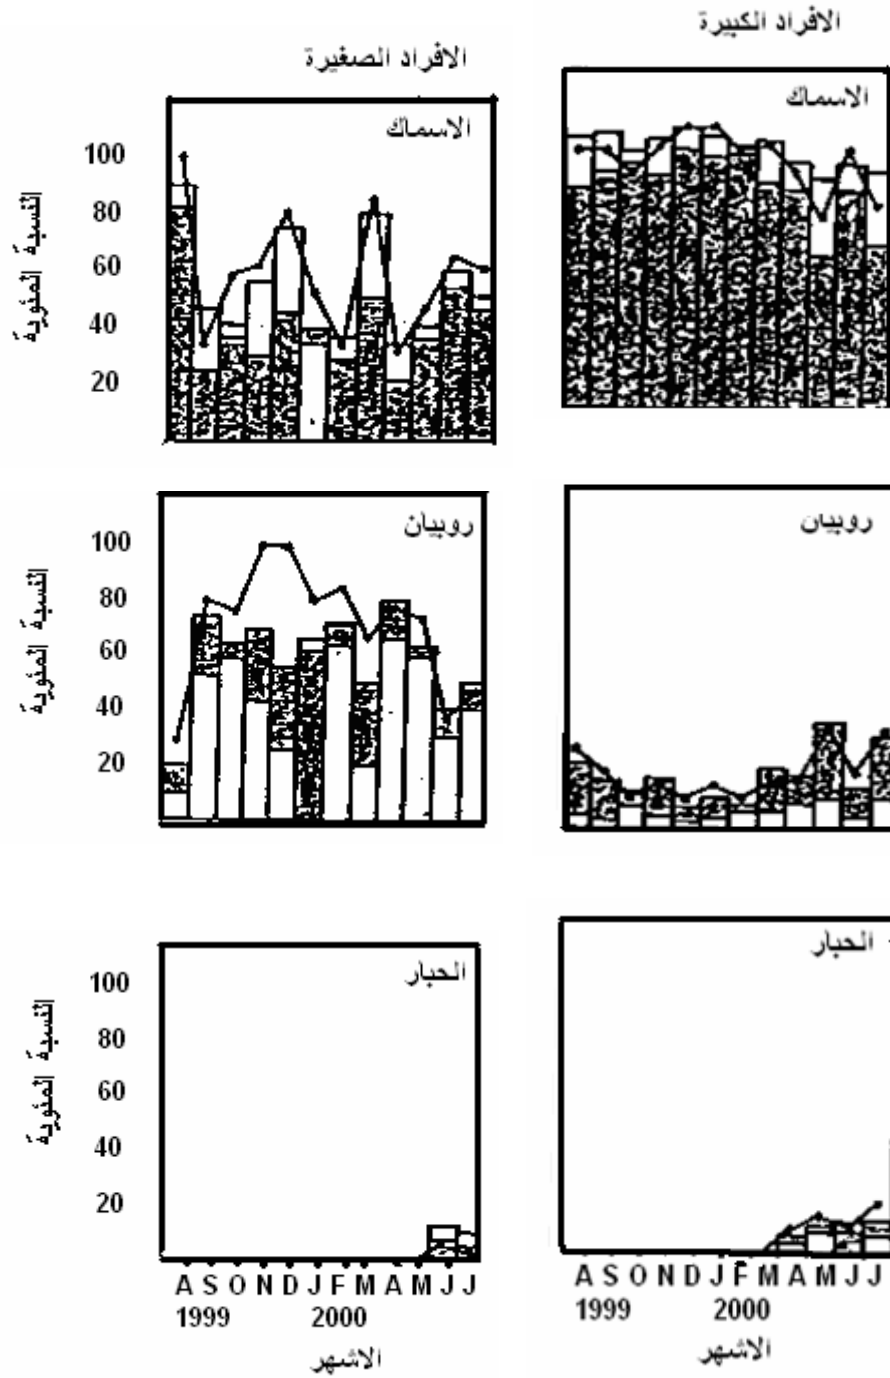 الافراد الصغيرة
الافراد الكبيرة
الاسماك
الاسماك
النسبة المئوية
100
80
60
40
20
روبيان
روبيان
النسبة المئوية
100
80
60
40
20
الحبار
الحبار
النسبة المئوية
100
80
60
40
20
A S O N D J F M A M J J
1999 2000
الاشهر
A S O N D J F M A M J J
1999 2000
الاشهر